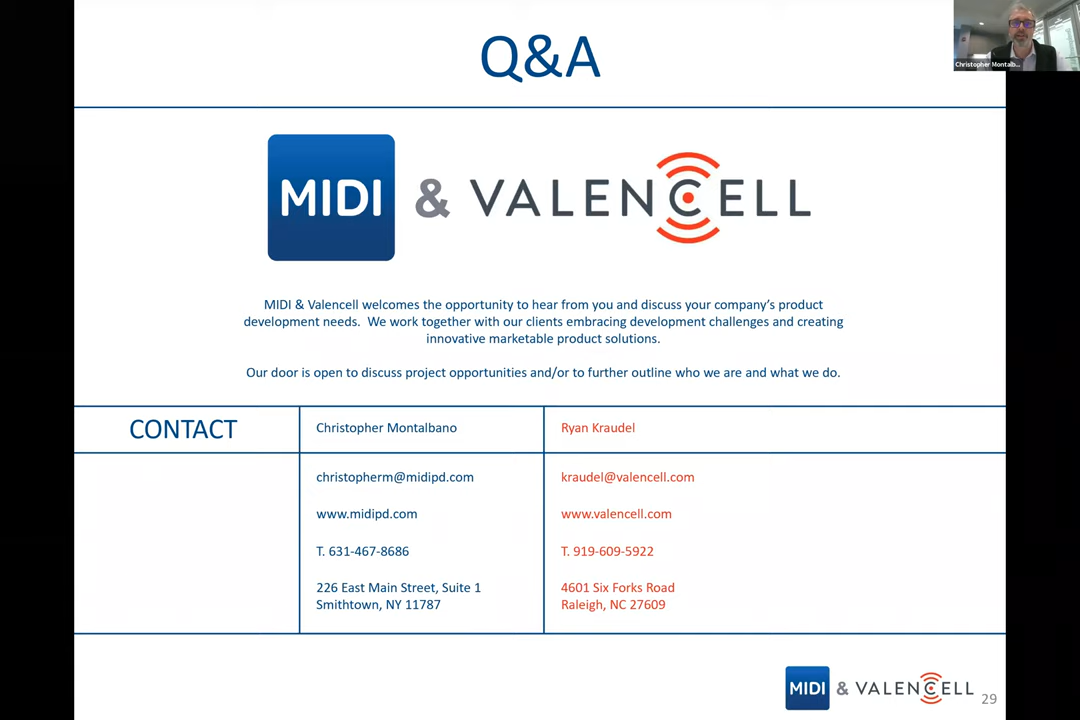 Q&A
Christopher Montalb...
MIDI & VALENCELL
MIDI & Valencell welcomes the opportunity to hear from you and discuss your company's product
development needs.  We work together with our clients embracing development challenges and creating
innovative marketable product solutions.
Our door is open to discuss project opportunities and/or to further outline who we are and what we do.
CONTACT
Christopher Montalbano
Ryan Kraudel
christopherm@midipd.com
kraudel@valencell.com
www.midipd.com
www.valencell.com
T. 631-467-8686
T. 919-609-5922
226 East Main Street, Suite 1
Smithtown, NY 11787
4601 Six Forks Road
Raleigh, NC 27609
MIDI & VALENCELL
29